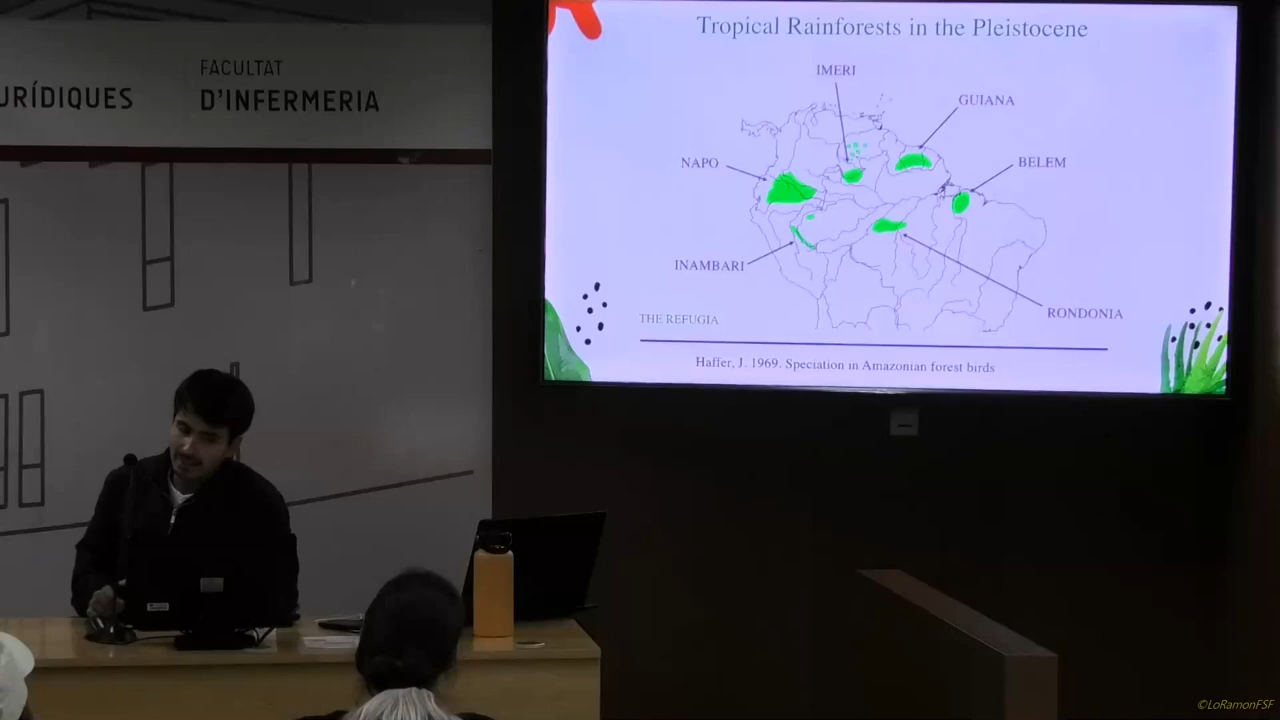 URÍDIQUES
FACULTAT
D'INFERMERIA
Tropical Rainforests in the Pleistocene
IMERI
GUIANA
NAPO
BELEM
INAMBARI
RONDONIA
THE REFUGIA
Haffer, J. 1969. Speciation in Amazonian forest birds
©LoRamonFSF